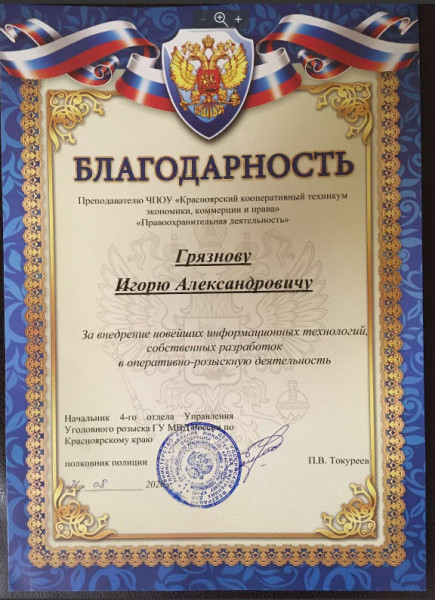 БЛАГОДАРНОСТЬ
Преподавателю ЧПОУ «Красноярский кооперативный техникум
экономики, коммерции и права»
«Правоохранительная деятельность»
Грязнову
Игорю Александровичу
За внедрение новейших информационных технологий,
собственных разработок
в оперативно-розыскную деятельность
Начальник 4-го отдела Управления
Уголовного розыска ГУ МВД России по
Красноярскому краю
полковник полиции П.В. Токуреев
08 2020